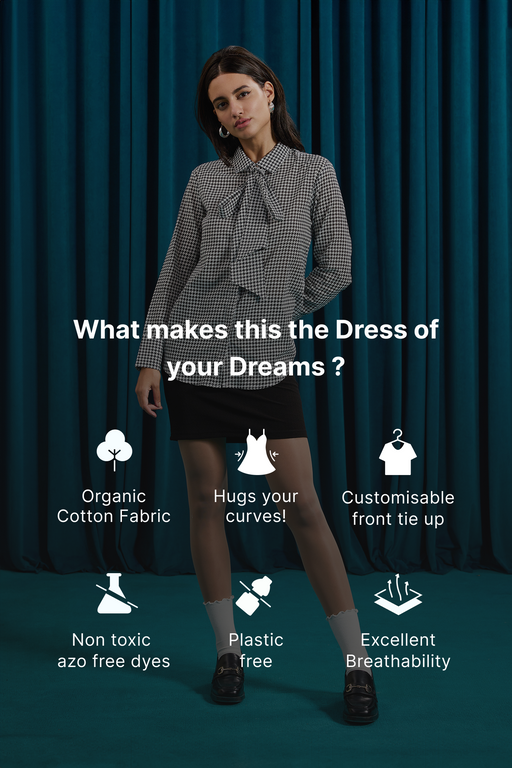 What makes this the Dress of
your Dreams ?
Organic
Cotton Fabric
Hugs your
curves!
Customisable
front tie up
Non toxic
azo free dyes
Plastic
free
Excellent
Breathability